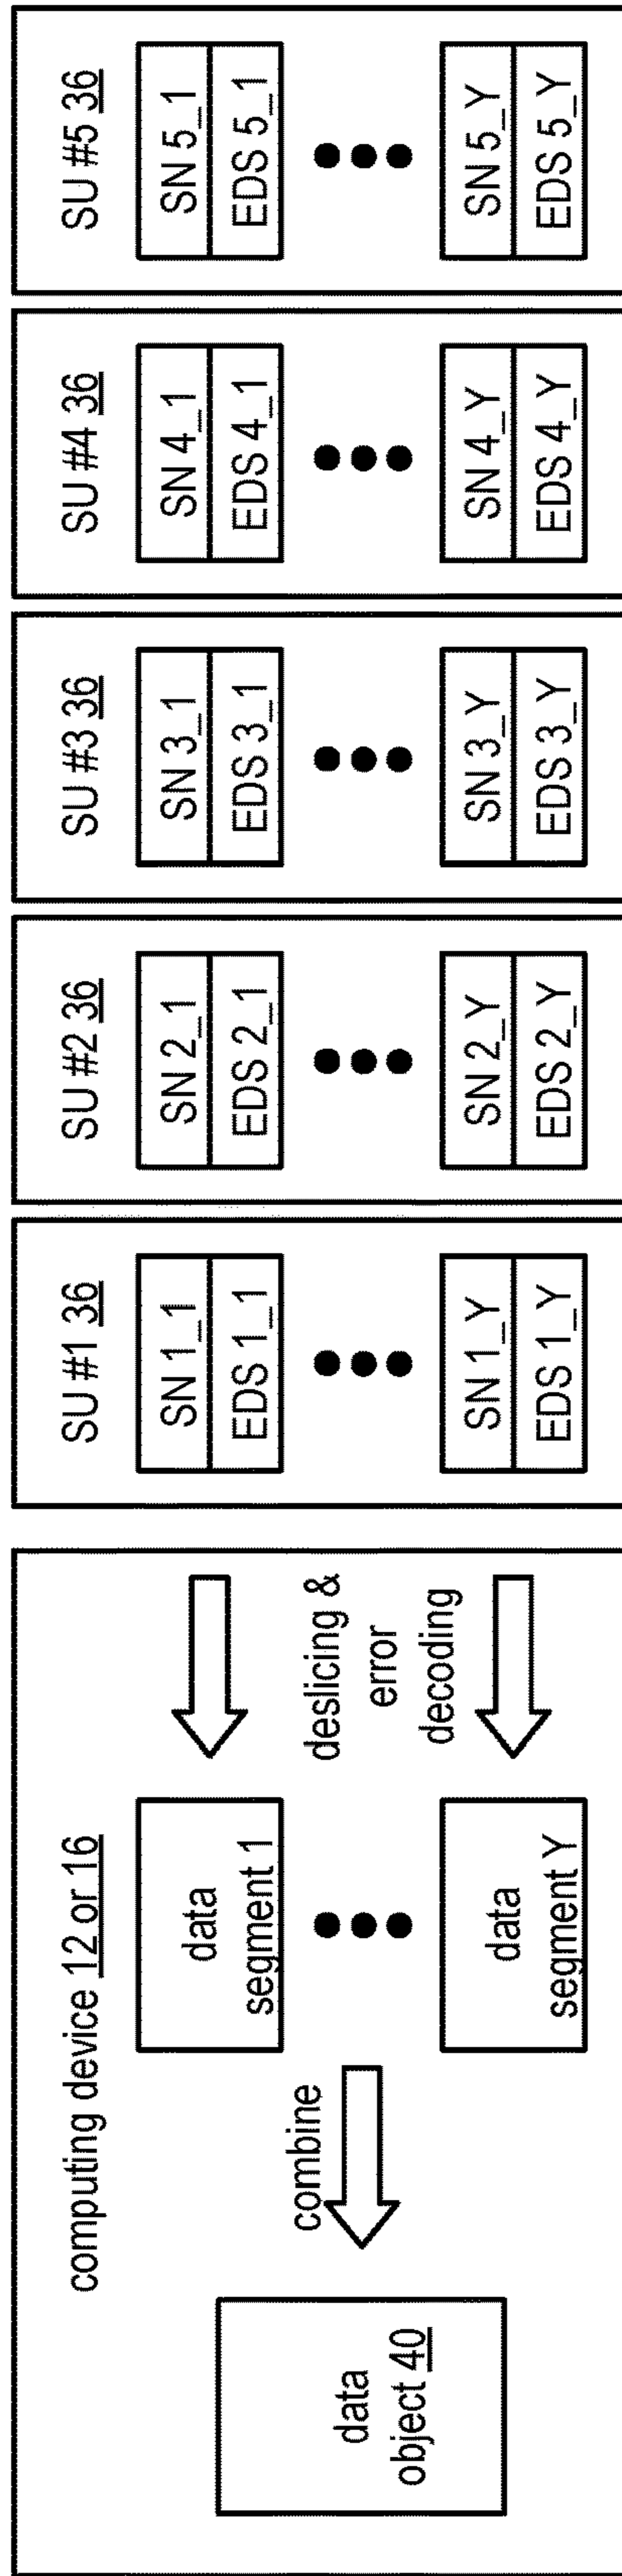 computing device 12 or 16
data
object 40
combine
data
segment 1
data
segment Y
deslicing &
error
decoding
SU #1 36
SN 1_1
EDS 1_1
SN 1_Y
EDS 1_Y
SU #2 36
SN 2_1
EDS 2_1
SN 2_Y
EDS 2_Y
SU #3 36
SN 3_1
EDS 3_1
SN 3_Y
EDS 3_Y
SU #4 36
SN 4_1
EDS 4_1
SN 4_Y
EDS 4_Y
SU #5 36
SN 5_1
EDS 5_1
SN 5_Y
EDS 5_Y